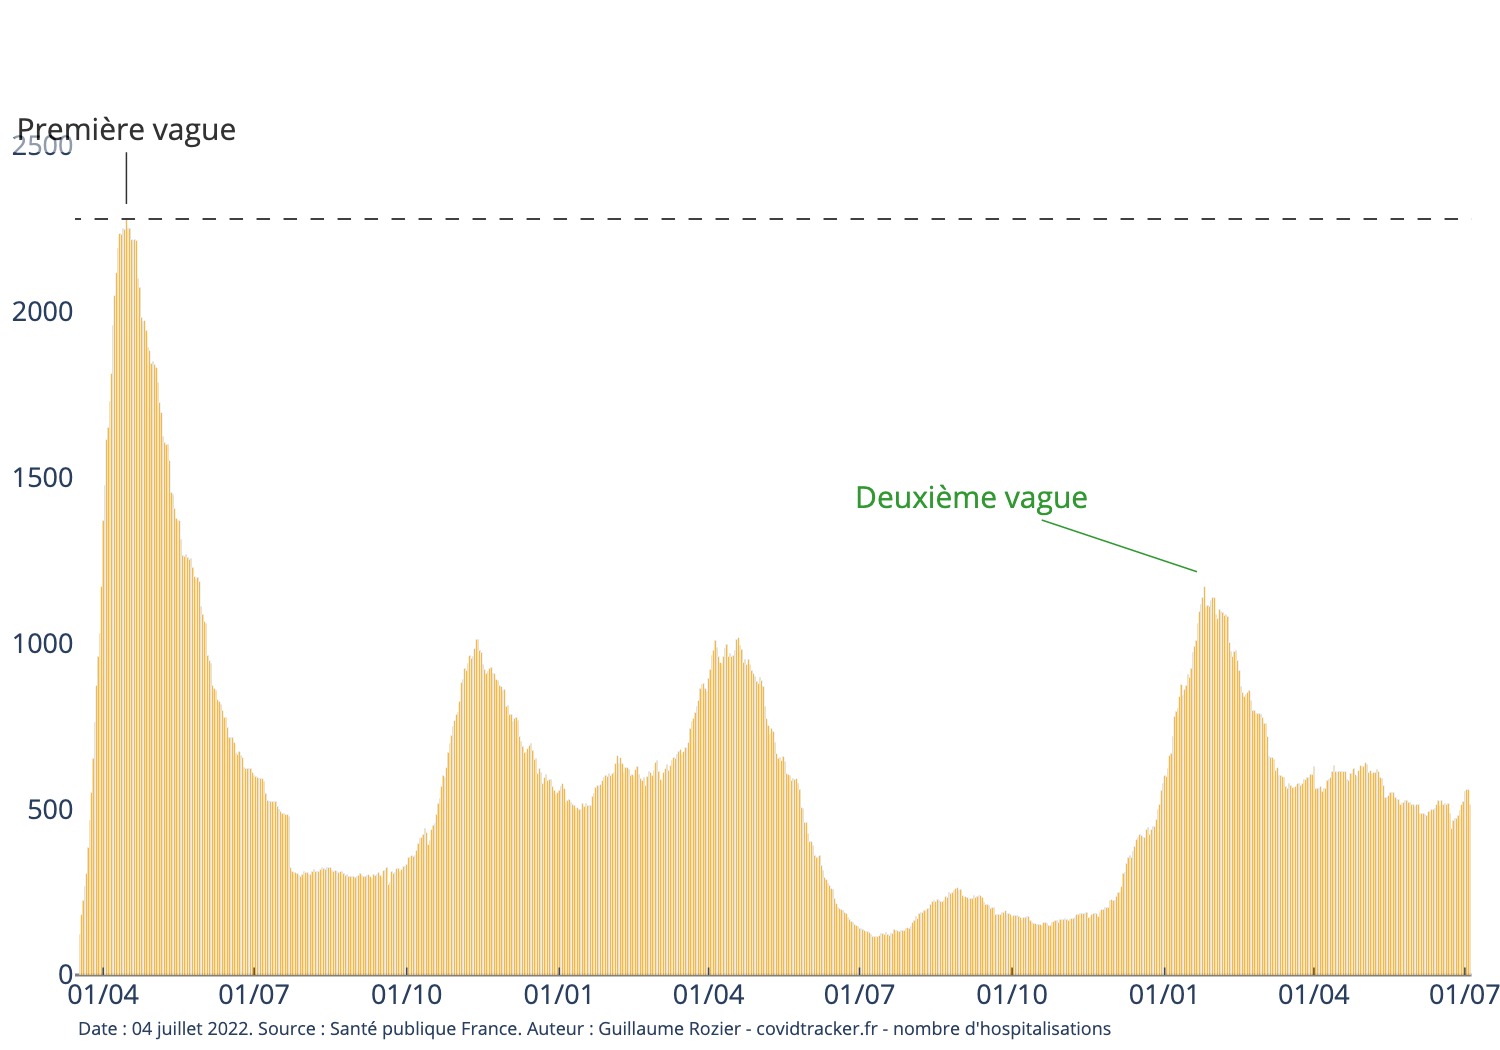 Première vague
2500
2000
1500
Deuxième vague
1000
500
0
01/04 01/07 01/10 01/01 01/04 01/07 01/10 01/01 01/04 01/07
Date : 04 juillet 2022. Source : Santé publique France. Auteur : Guillaume Rozier - covidtracker.fr - nombre d'hospitalisations